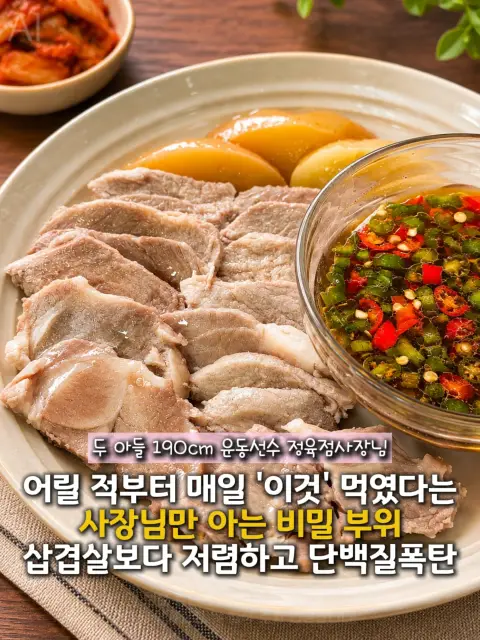 AI
두 아들 190cm 운동선수 정육점사장님
어릴 적부터 매일 '이것' 먹였다는
사장님만 아는 비밀 부위
삼겹살보다 저렴하고 단백질폭탄